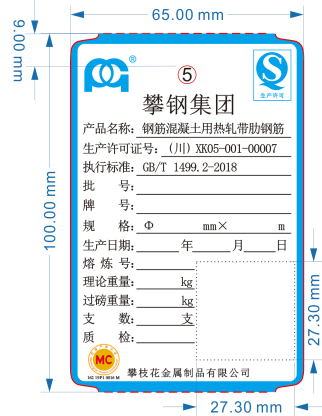 65.00 mm
9.00 mm
®
⑤
生产许可
攀钢集团
产品名称: 钢筋混凝土用热轧带肋钢筋
生产许可证号: (川) XK05-001-00007
执行标准: GB/T 1499.2-2018
批 号:
牌 号:
规 格: Φ mm× m
生产日期: 年 月 日
熔 炼 号:
理论重量: kg
过磅重量: kg
支 数: 支
质 检:
100.00 mm
27.30 mm
MC
攀枝花金属制品有限公司
27.30 mm